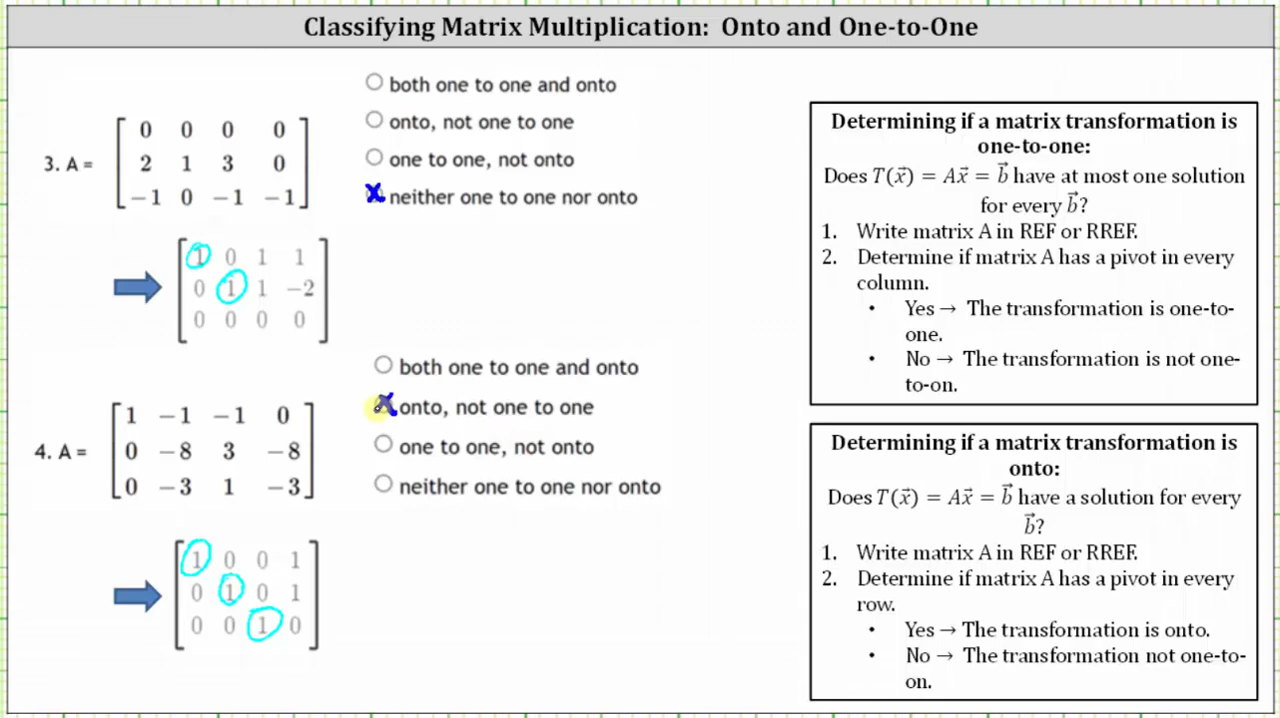 Classifying Matrix Multiplication: Onto and One-to-One
3. A =
0 0 0 0
2 1 3 0
−1 0 −1 −1
both one to one and onto
onto, not one to one
one to one, not onto
neither one to one nor onto
1 0 1 1
0 1 1 −2
0 0 0 0
4. A =
1 −1 −1 0
0 −8 3 −8
0 −3 1 −3
both one to one and onto
onto, not one to one
one to one, not onto
neither one to one nor onto
1 0 0 1
0 1 0 1
0 0 1 0
Determining if a matrix transformation is
one-to-one:
Does T(x⃗) = Ax⃗ = b⃗ have at most one solution
for every b⃗?
1. Write matrix A in REF or RREF.
2. Determine if matrix A has a pivot in every
column.
• Yes → The transformation is one-to-
one.
• No → The transformation is not one-
to-on.
Determining if a matrix transformation is
onto:
Does T(x⃗) = Ax⃗ = b⃗ have a solution for every
b⃗?
1. Write matrix A in REF or RREF.
2. Determine if matrix A has a pivot in every
row.
• Yes → The transformation is onto.
• No → The transformation not one-to-
on.